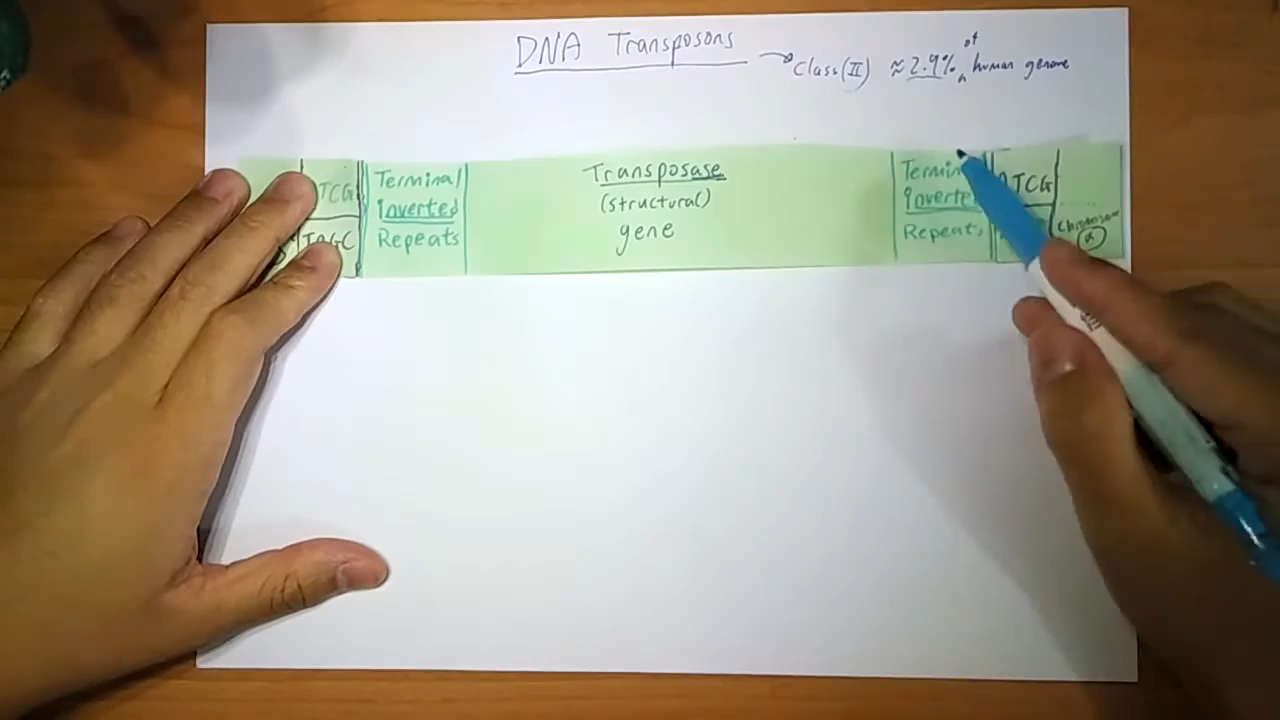 DNA Transposons
Class (II) ≈ 2.9% of human genome
TCG
TAGC
Terminal
inverted
Repeats
Transposase
(structural)
gene
inverted
Repeats
TCG
α